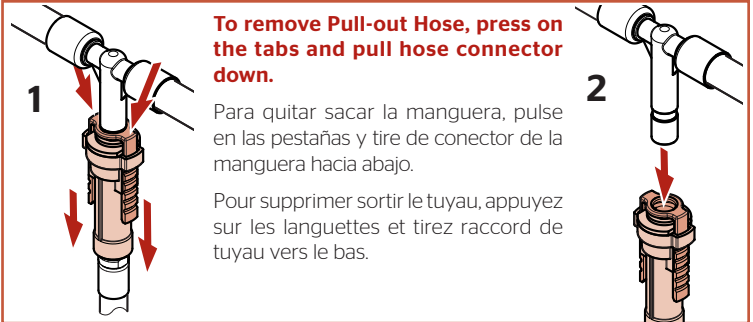 1
To remove Pull-out Hose, press on
the tabs and pull hose connector
down.
Para quitar sacar la manguera, pulse
en las pestañas y tire de conector de la
manguera hacia abajo.
Pour supprimer sortir le tuyau, appuyez
sur les languettes et tirez raccord de
tuyau vers le bas.
2